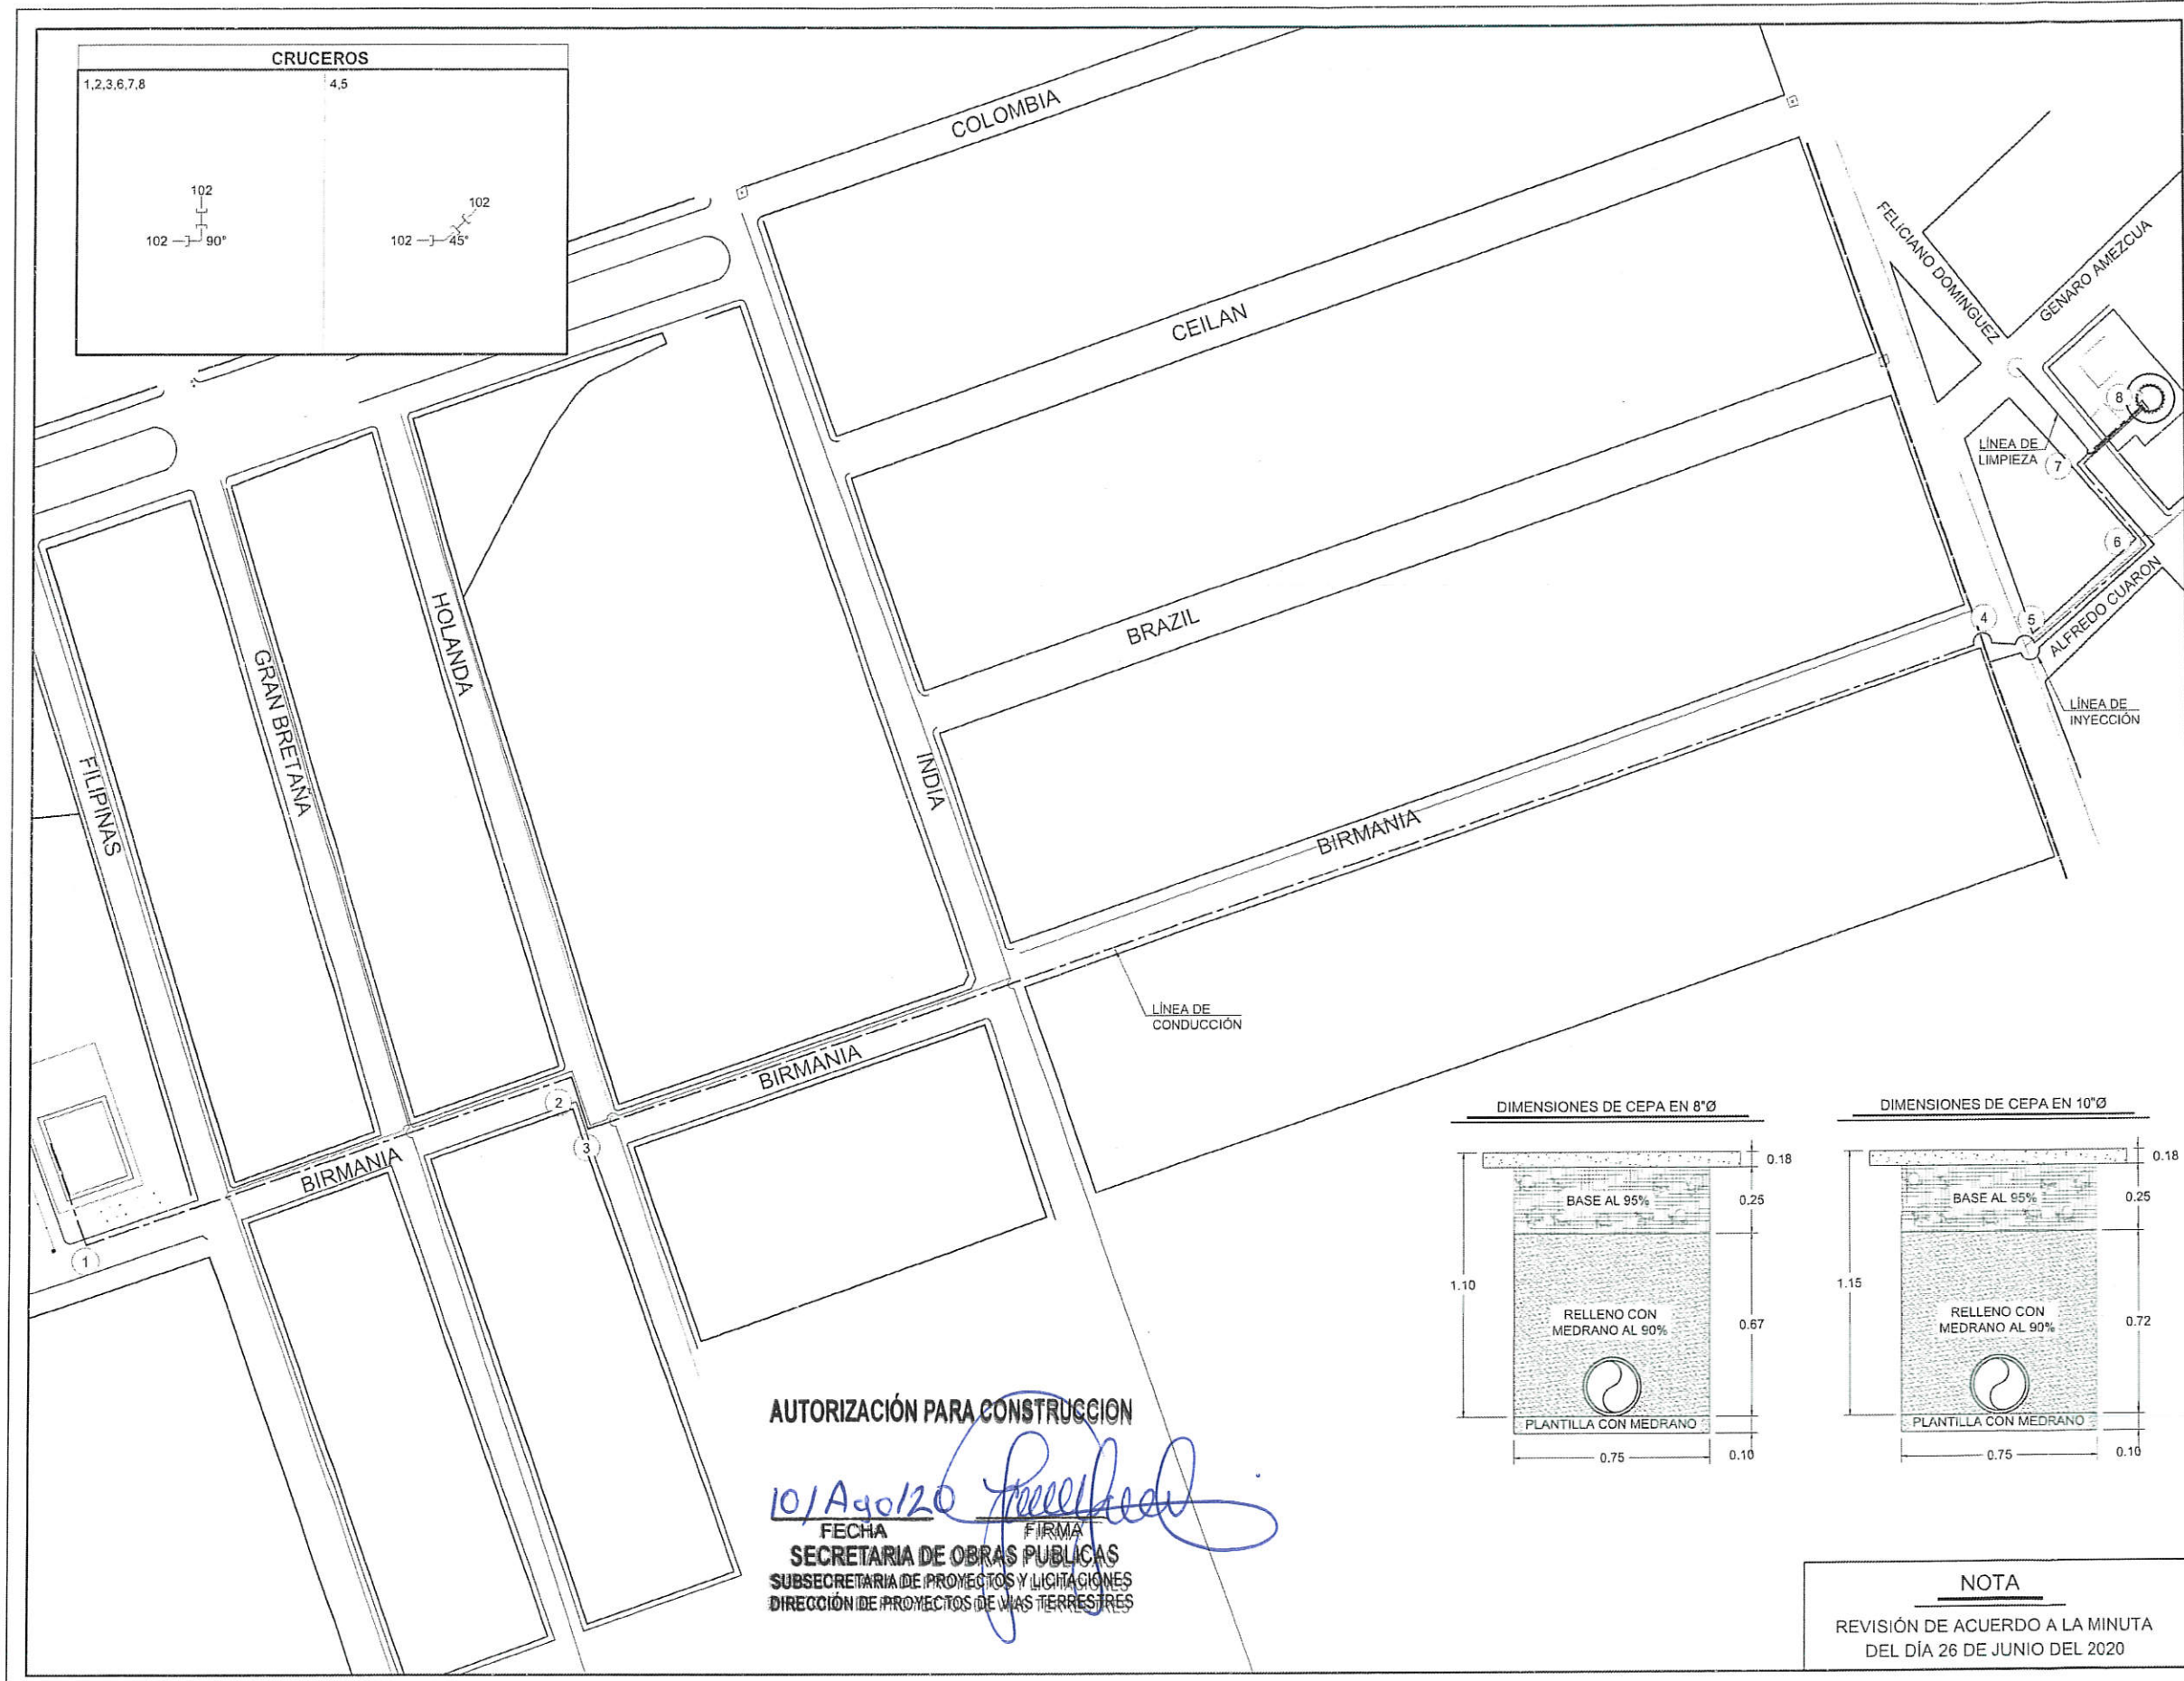 CRUCEROS
1,2,3,6,7,8
4,5
102
102
90°
102
102
45°
COLOMBIA
CEILAN
BRAZIL
BIRMANIA
FELICIANO DOMINGUEZ
GENARO AMEZCUA
ALFREDO CUARON
LÍNEA DE
LIMPIEZA
8
7
6
4
5
LÍNEA DE
INYECCIÓN
HOLANDA
GRAN BRETAÑA
FILIPINAS
INDIA
LÍNEA DE
CONDUCCIÓN
BIRMANIA
BIRMANIA
2
3
1
DIMENSIONES DE CEPA EN 8"Ø
0.18
BASE AL 95%
0.25
1.10
RELLENO CON
MEDRANO AL 90%
0.67
PLANTILLA CON MEDRANO
0.75
0.10
DIMENSIONES DE CEPA EN 10"Ø
0.18
BASE AL 95%
0.25
1.15
RELLENO CON
MEDRANO AL 90%
0.72
PLANTILLA CON MEDRANO
0.75
0.10
AUTORIZACIÓN PARA CONSTRUCCION
10/Ago/20
FECHA
FIRMA
SECRETARIA DE OBRAS PUBLICAS
SUBSECRETARIA DE PROYECTOS Y LICITACIONES
DIRECCIÓN DE PROYECTOS DE VIAS TERRESTRES
NOTA
REVISIÓN DE ACUERDO A LA MINUTA
DEL DÍA 26 DE JUNIO DEL 2020